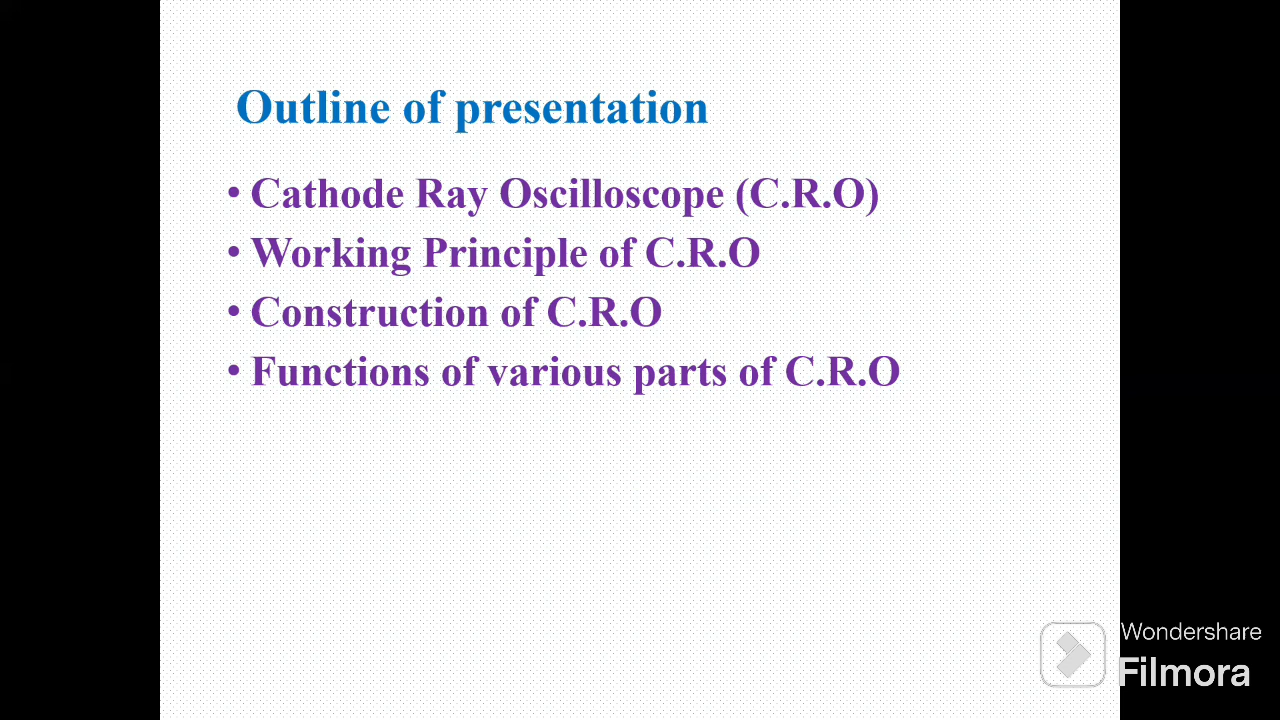 Outline of presentation
• Cathode Ray Oscilloscope (C.R.O)
• Working Principle of C.R.O
• Construction of C.R.O
• Functions of various parts of C.R.O
Wondershare
Filmora